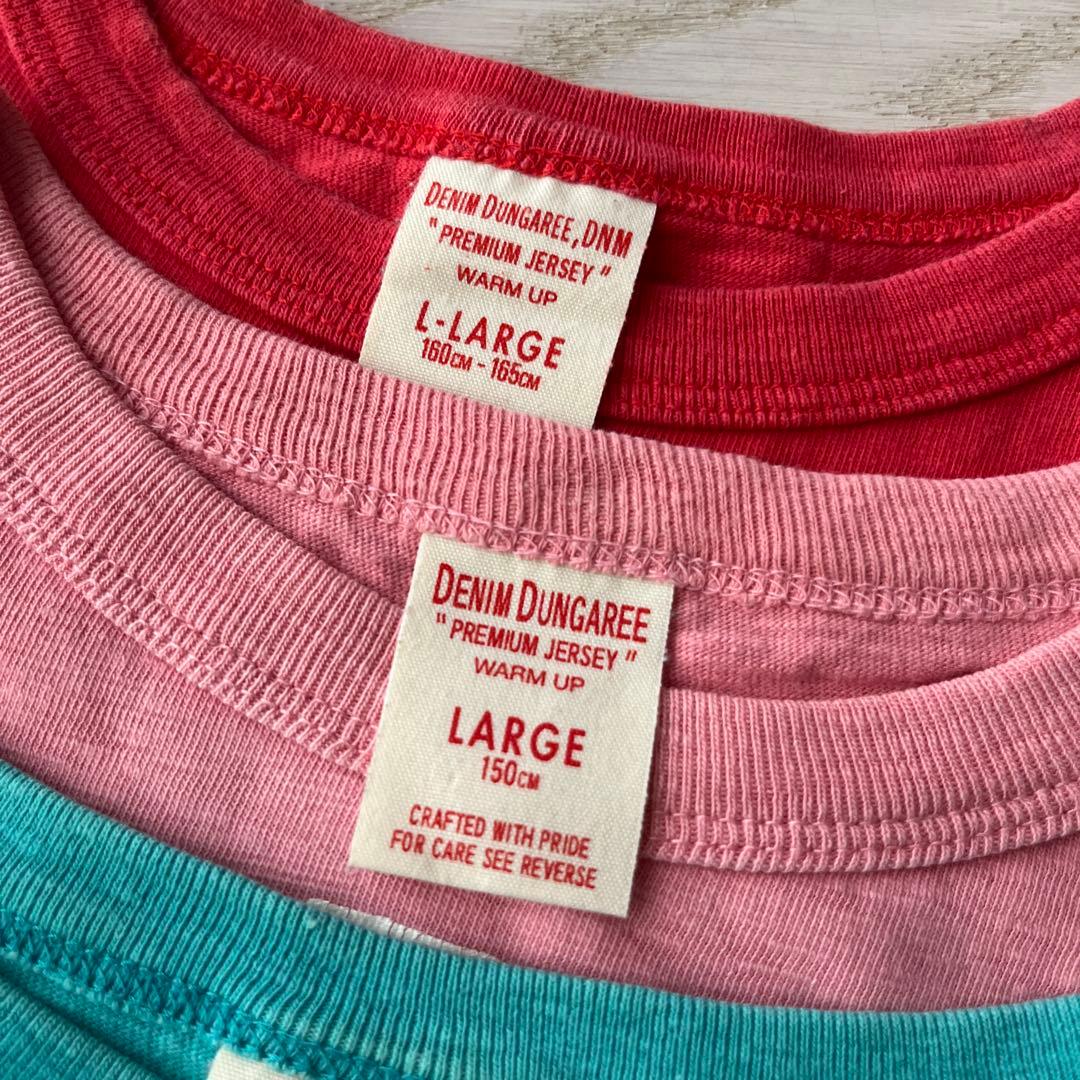 DENIM DUNGAREE, DNM
"PREMIUM JERSEY"
WARM UP
L-LARGE
160CM - 165CM
DENIM DUNGAREE
"PREMIUM JERSEY"
WARM UP
LARGE
150CM
CRAFTED WITH PRIDE
FOR CARE SEE REVERSE